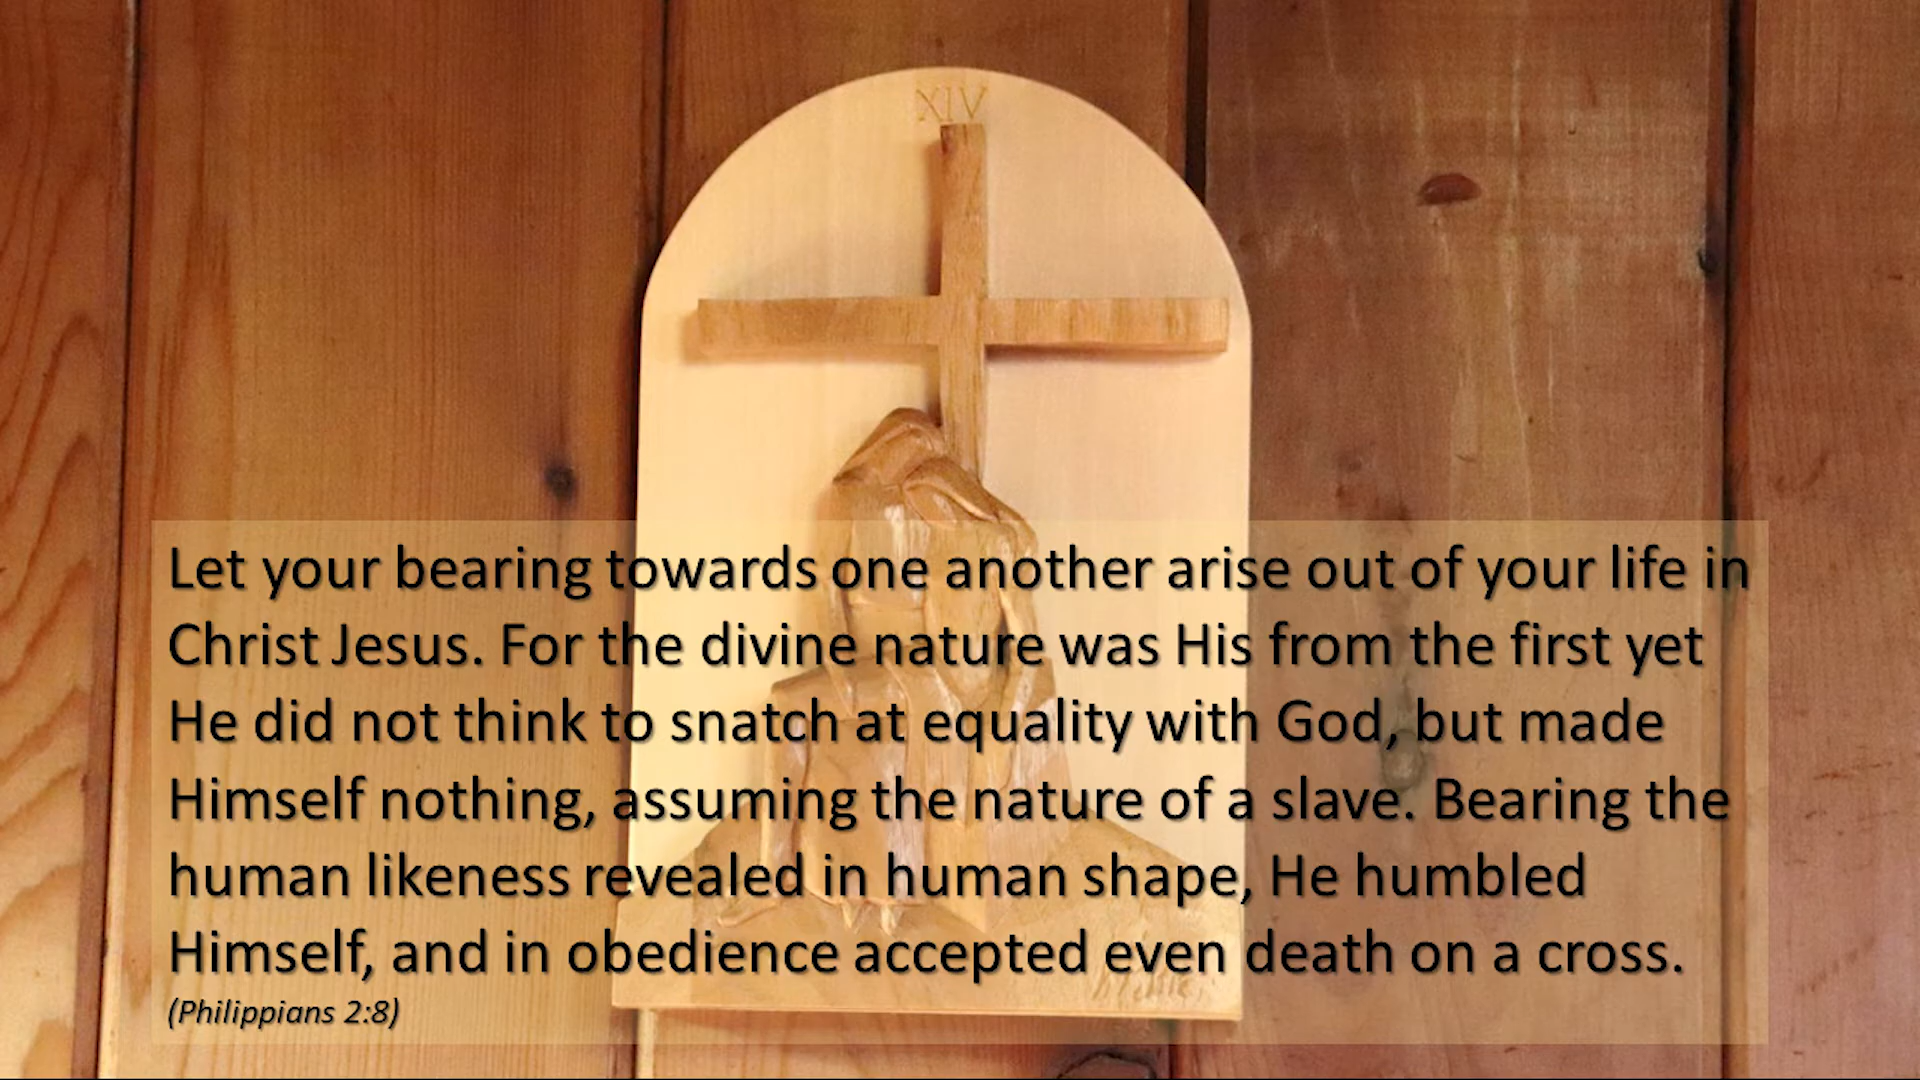 XIV
Let your bearing towards one another arise out of your life in
Christ Jesus. For the divine nature was His from the first yet
He did not think to snatch at equality with God, but made
Himself nothing, assuming the nature of a slave. Bearing the
human likeness revealed in human shape, He humbled
Himself, and in obedience accepted even death on a cross.
(Philippians 2:8)